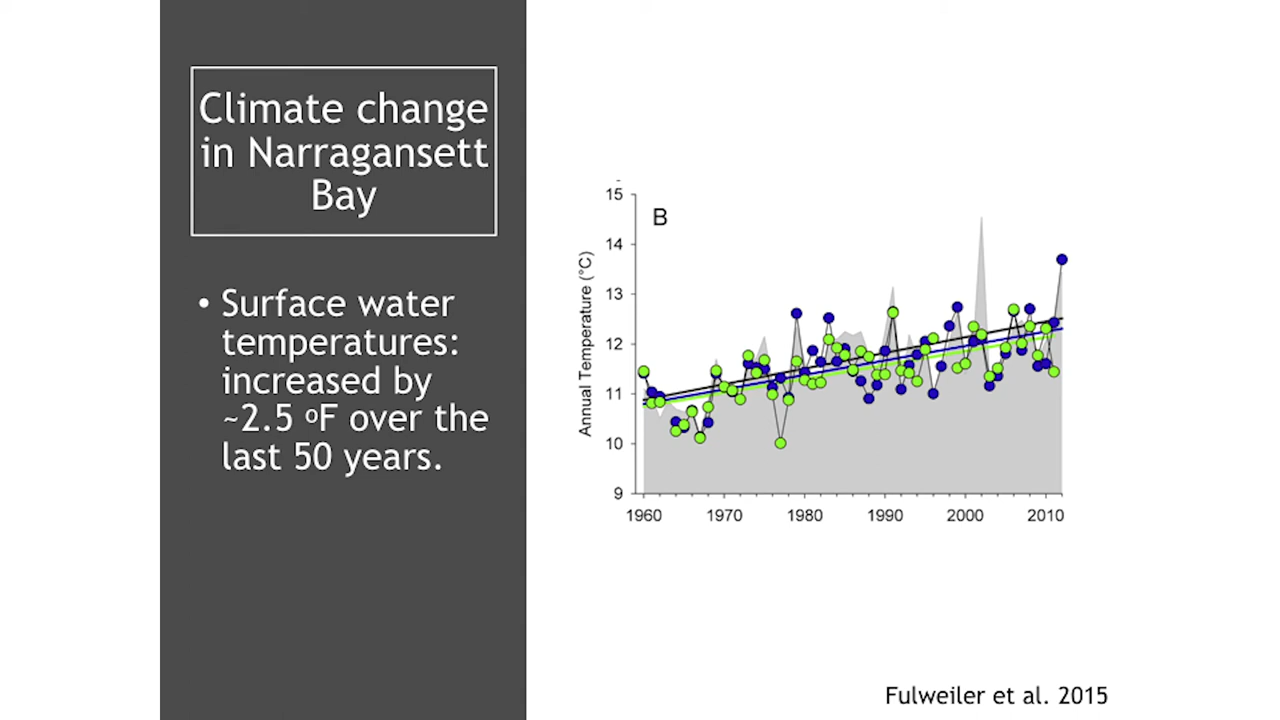 Climate change
in Narragansett
Bay
• Surface water
temperatures:
increased by
~2.5 ºF over the
last 50 years.
B
Annual Temperature (°C)
15
14
13
12
11
10
9
1960 1970 1980 1990 2000 2010
Fulweiler et al. 2015